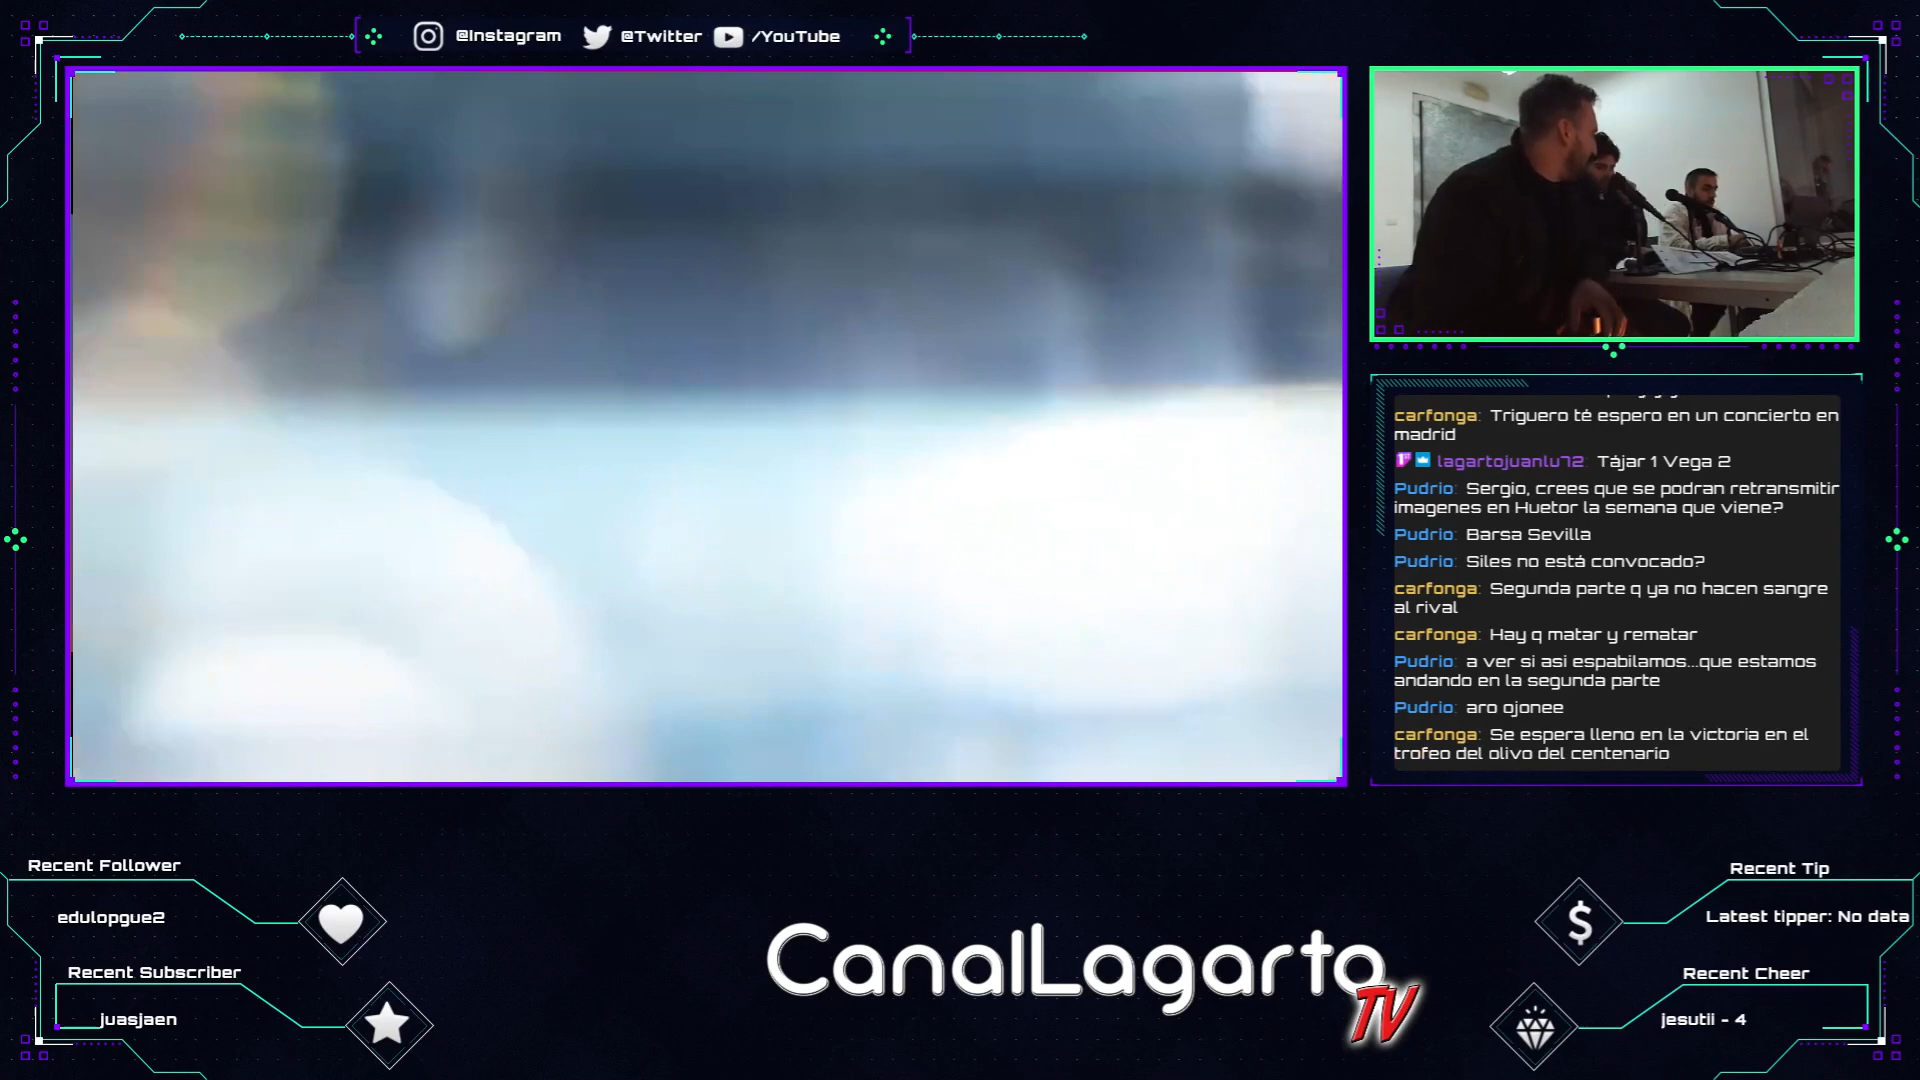 @Instagram @Twitter /YouTube
carfonga: Triguero té espero en un concierto en
madrid
lagartojuanlu72: Tájar 1 Vega 2
Pudrio: Sergio, crees que se podran retransmitir
imagenes en Huetor la semana que viene?
Pudrio: Barsa Sevilla
Pudrio: Siles no está convocado?
carfonga: Segunda parte q ya no hacen sangre
al rival
carfonga: Hay q matar y rematar
Pudrio: a ver si asi espabilamos...que estamos
andando en la segunda parte
Pudrio: aro ojonee
carfonga: Se espera lleno en la victoria en el
trofeo del olivo del centenario
Recent Follower
edulopgue2
Recent Subscriber
juasjaen
CanalLagarto
TV
Recent Tip
Latest tipper: No data
Recent Cheer
jesutii - 4